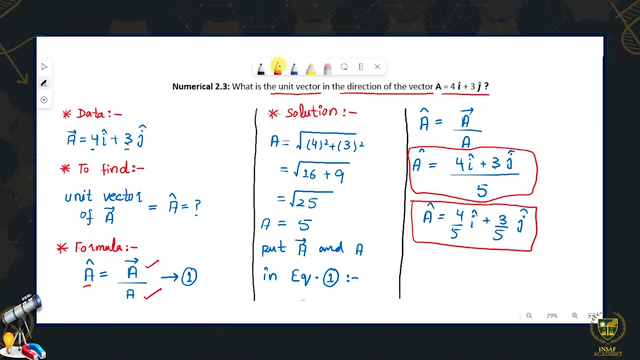 Numerical 2.3: What is the unit vector in the direction of the vector A = 4 î + 3 ĵ ?
* Data:-
A⃗ = 4î + 3ĵ
* To find:-
unit vector of A⃗ = Â = ?
* Formula:-
Â = A⃗ / A → ①
* Solution:-
A = √(4)² + (3)²
= √16 + 9
= √25
A = 5
put A⃗ and A
in Eq. ① :-
Â = A⃗ / A
Â = 4î + 3ĵ / 5
Â = 4/5 î + 3/5 ĵ
29%
INSAF
ACADEMY